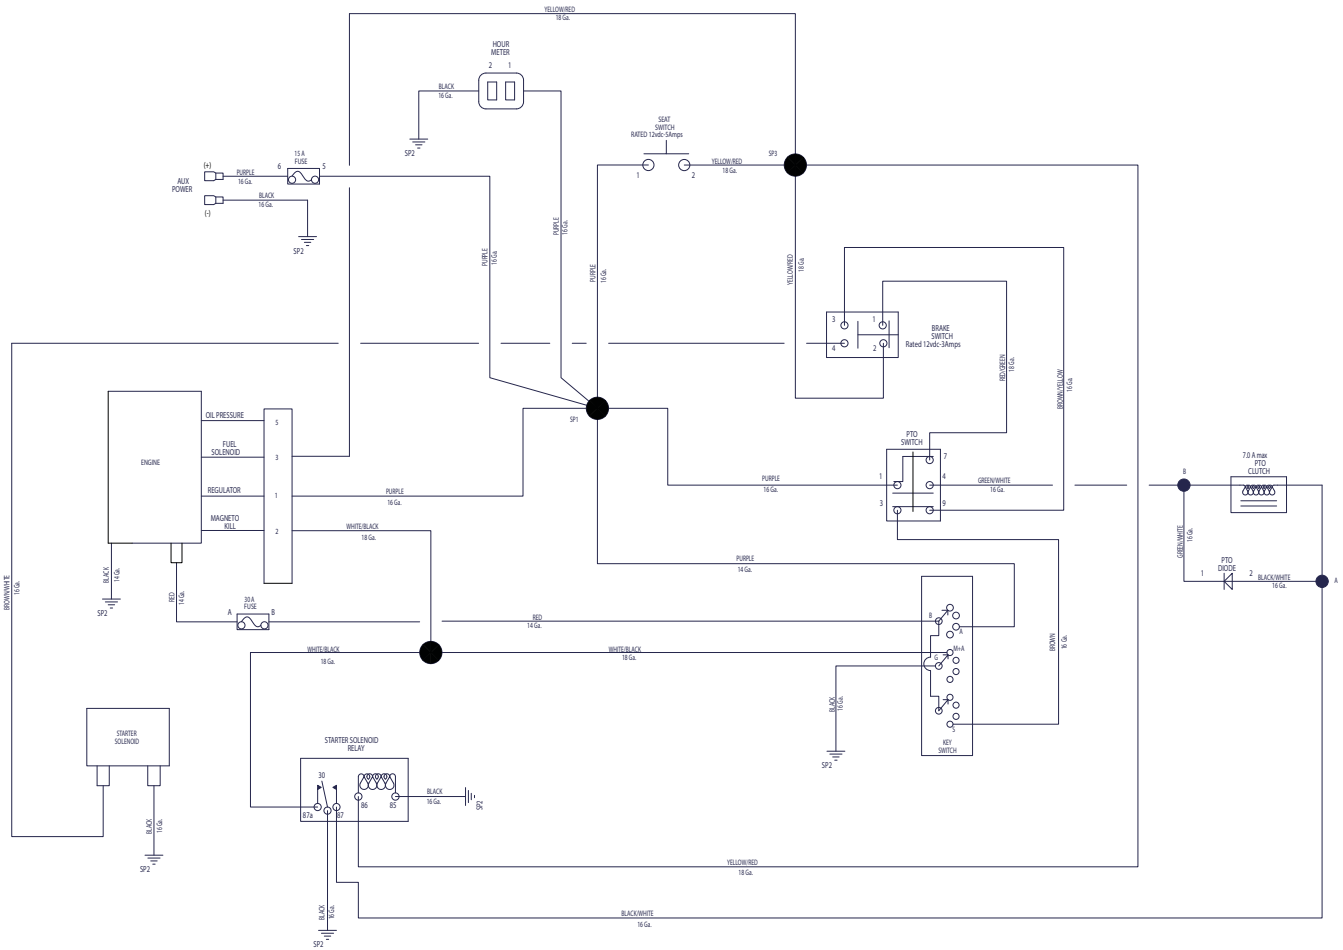 YELLOW/RED
18 Ga.
HOUR
METER
2 1
BLACK
16 Ga.
SP2
SEAT
SWITCH
RATED 12vdc-5Amps
1
2
YELLOW/RED
18 Ga.
SP3
15 A
FUSE
6
5
(+)
AUX
POWER
(-)
PURPLE
16 Ga.
BLACK
16 Ga.
SP2
PURPLE
16 Ga.
PURPLE
16 Ga.
PURPLE
16 Ga.
YELLOW/RED
18 Ga.
3
1
4
2
BRAKE
SWITCH
Rated 12vdc-3Amps
RED/GREEN
18 Ga.
BROWN/YELLOW
16 Ga.
SP1
ENGINE
OIL PRESSURE
5
FUEL
SOLENOID
3
REGULATOR
1
MAGNETO
KILL
2
PURPLE
16 Ga.
WHITE/BLACK
18 Ga.
PTO
SWITCH
7
1
4
3
9
PURPLE
16 Ga.
GREEN/WHITE
16 Ga.
B
7.0 A max
PTO
CLUTCH
GREEN/WHITE
16 Ga.
PTO
DIODE
1
2
BLACK/WHITE
16 Ga.
A
PURPLE
14 Ga.
BROWN/WHITE
16 Ga.
BLACK
14 Ga.
SP2
RED
14 Ga.
30 A
FUSE
A
B
RED
14 Ga.
WHITE/BLACK
18 Ga.
WHITE/BLACK
18 Ga.
B
A
M+A
G
S
KEY
SWITCH
BROWN
16 Ga.
BLACK
16 Ga.
SP2
STARTER
SOLENOID
BLACK
16 Ga.
SP2
STARTER SOLENOID
RELAY
30
87a
87
86
85
BLACK
16 Ga.
SP2
BLACK
16 Ga.
SP2
YELLOW/RED
18 Ga.
BLACK/WHITE
16 Ga.